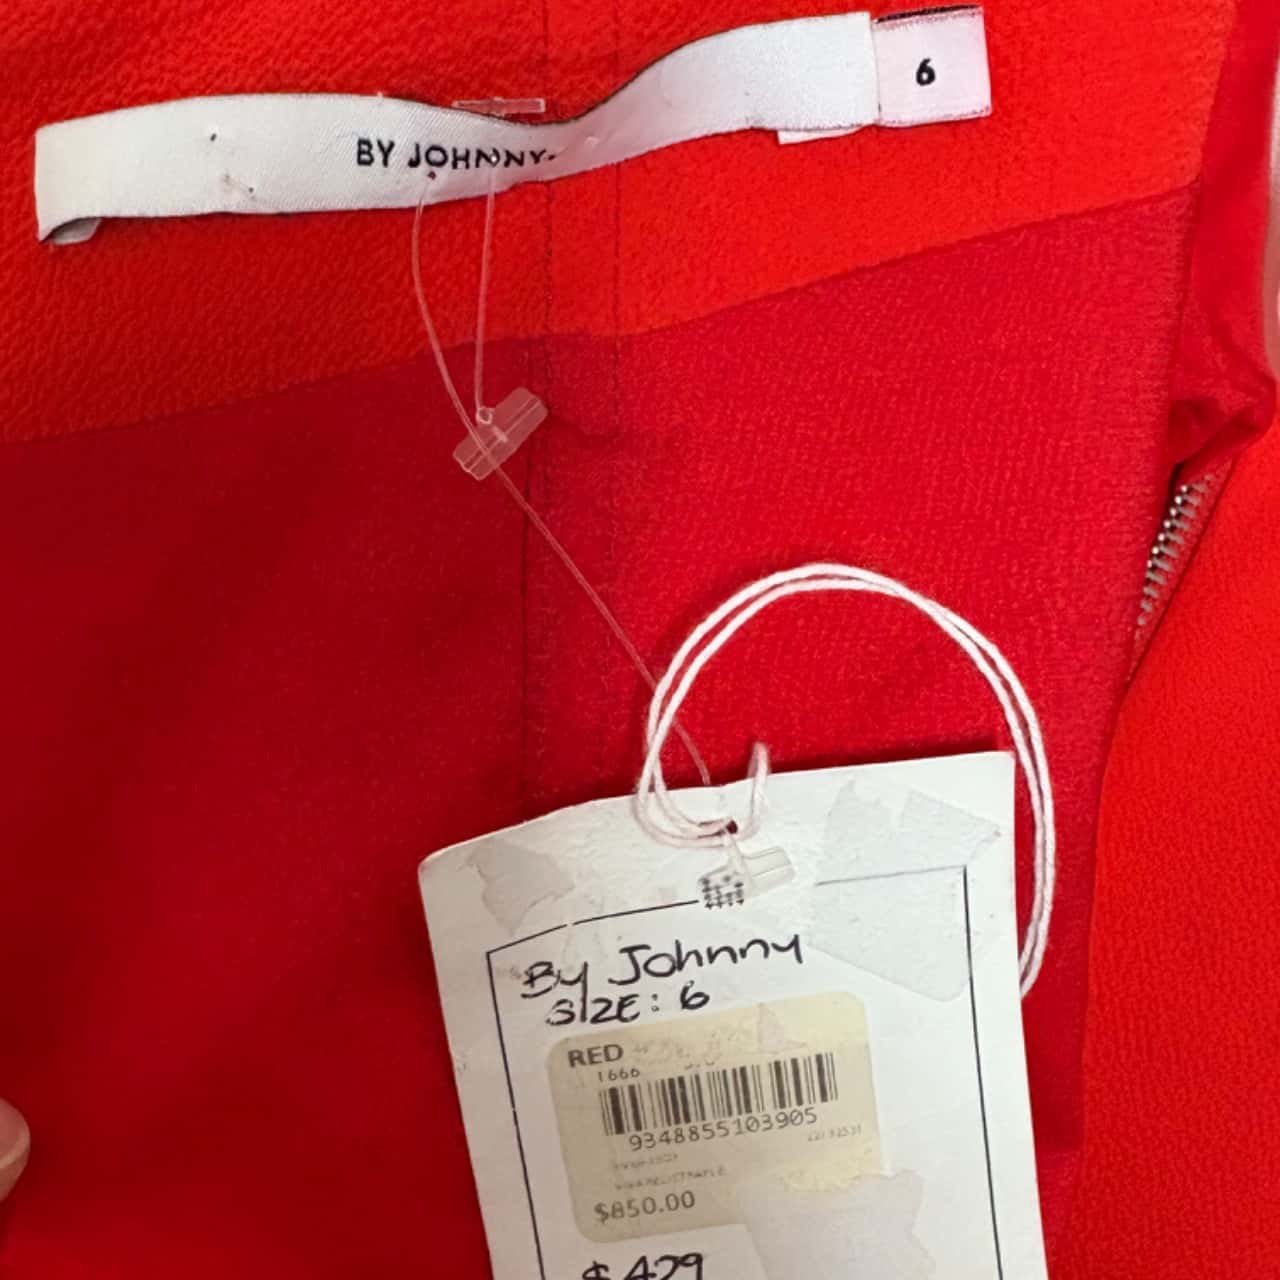 6
BY JOHNNY.
By Johnny
SIZE: 6
RED
1666
9348855103905
$850.00
$429